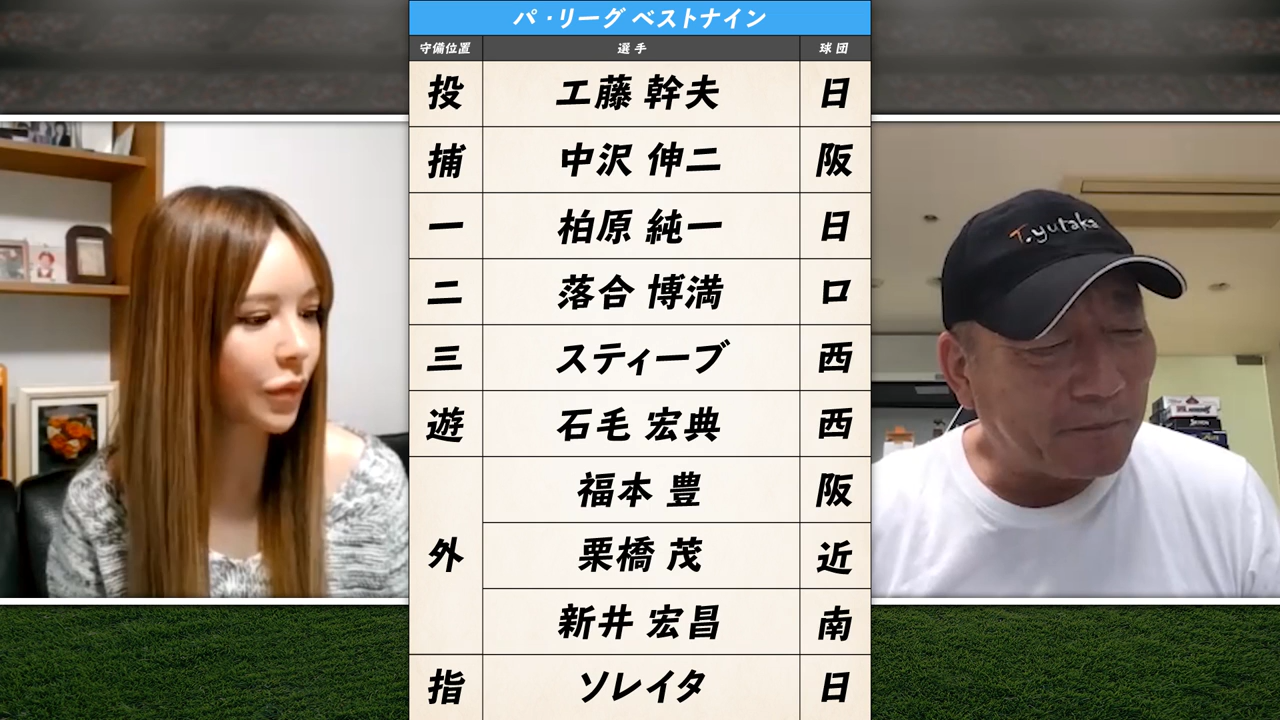 パ・リーグ ベストナイン
守備位置 選手 球団
投 工藤 幹夫 日
捕 中沢 伸二 阪
一 柏原 純一 日
二 落合 博満 ロ
三 スティーブ 西
遊 石毛 宏典 西
外 福本 豊 阪
栗橋 茂 近
新井 宏昌 南
指 ソレイタ 日
T.yutaka